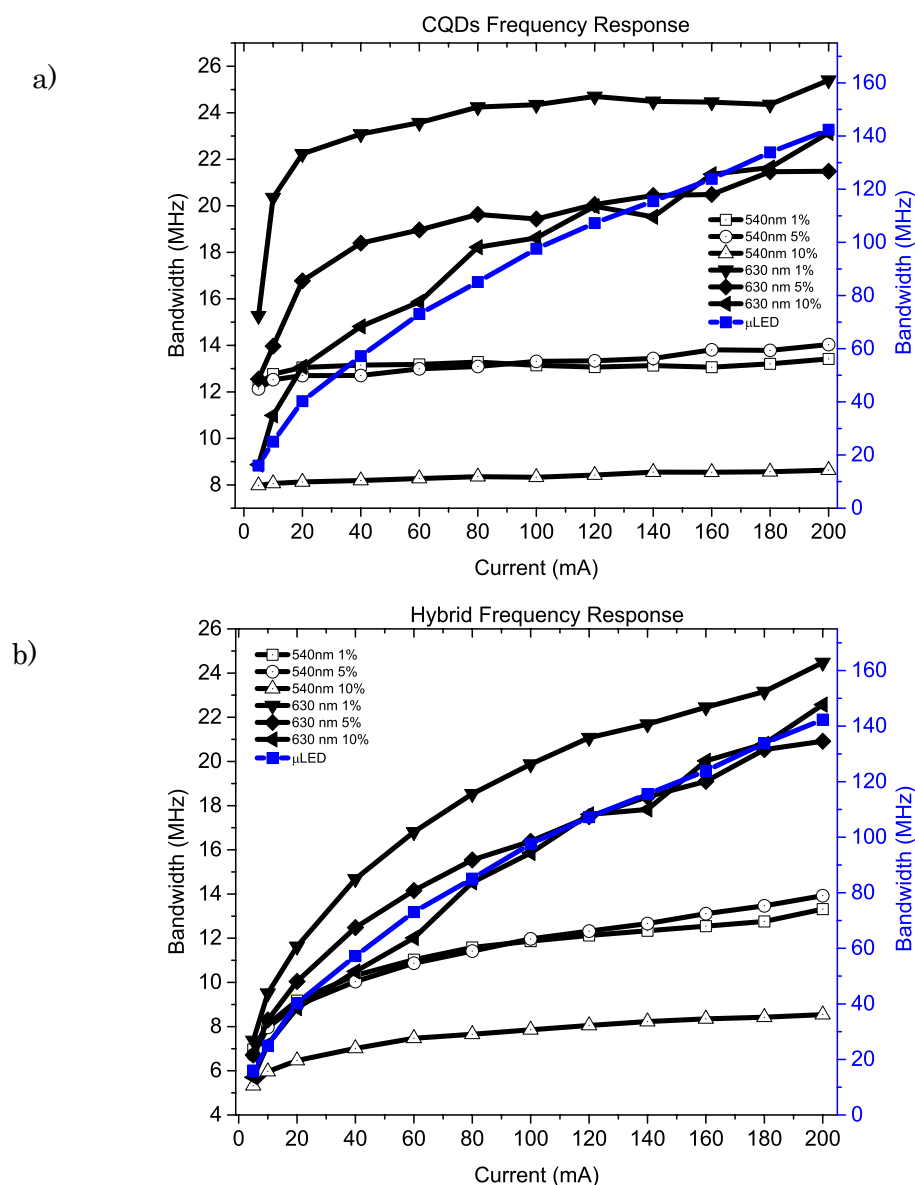 a)
CQDs Frequency Response
26
24
22
20
18
16
14
12
10
8
Bandwidth (MHz)
160
140
120
100
80
60
40
20
0
Bandwidth (MHz)
540nm 1%
540nm 5%
540nm 10%
630 nm 1%
630 nm 5%
630 nm 10%
μLED
0 20 40 60 80 100 120 140 160 180 200
Current (mA)
b)
Hybrid Frequency Response
26
24
22
20
18
16
14
12
10
8
6
4
Bandwidth (MHz)
540nm 1%
540nm 5%
540nm 10%
630 nm 1%
630 nm 5%
630 nm 10%
μLED
160
140
120
100
80
60
40
20
0
Bandwidth (MHz)
0 20 40 60 80 100 120 140 160 180 200
Current (mA)